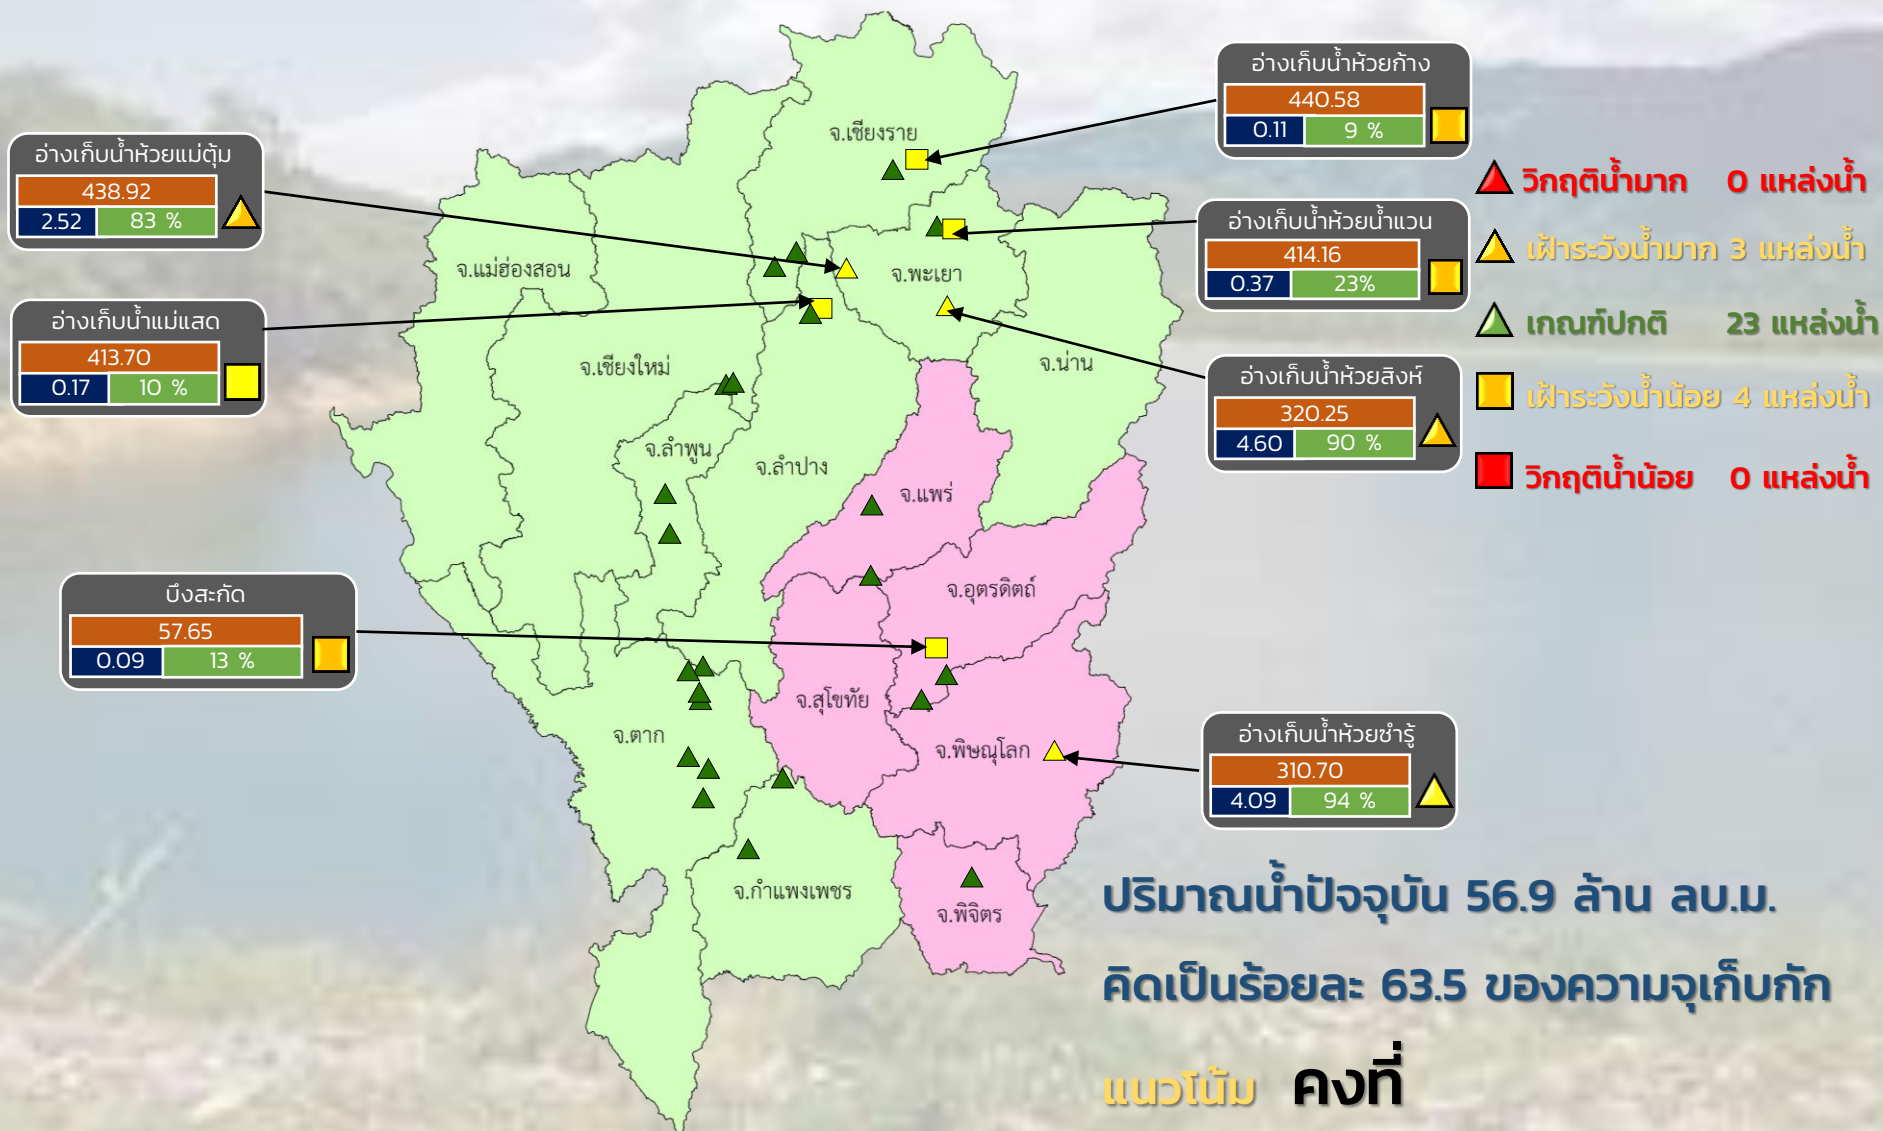 อ่างเก็บน้ำห้วยก้าง
440.58
0.11 9 %
อ่างเก็บน้ำห้วยแม่ตุ้ม
438.92
2.52 83 %
อ่างเก็บน้ำห้วยน้ำแวน
414.16
0.37 23%
อ่างเก็บน้ำแม่แสด
413.70
0.17 10 %
อ่างเก็บน้ำห้วยสิงห์
320.25
4.60 90 %
บึงสะกัด
57.65
0.09 13 %
อ่างเก็บน้ำห้วยซำรู้
310.70
4.09 94 %
วิกฤติน้ำมาก 0 แหล่งน้ำ
เฝ้าระวังน้ำมาก 3 แหล่งน้ำ
เกณฑ์ปกติ 23 แหล่งน้ำ
เฝ้าระวังน้ำน้อย 4 แหล่งน้ำ
วิกฤติน้ำน้อย 0 แหล่งน้ำ
จ.เชียงราย
จ.แม่ฮ่องสอน
จ.พะเยา
จ.เชียงใหม่
จ.น่าน
จ.ลำพูน
จ.ลำปาง
จ.แพร่
จ.อุตรดิตถ์
จ.สุโขทัย
จ.ตาก
จ.พิษณุโลก
จ.กำแพงเพชร
จ.พิจิตร
ปริมาณน้ำปัจจุบัน 56.9 ล้าน ลบ.ม.
คิดเป็นร้อยละ 63.5 ของความจุเก็บกัก
แนวโน้ม คงที่